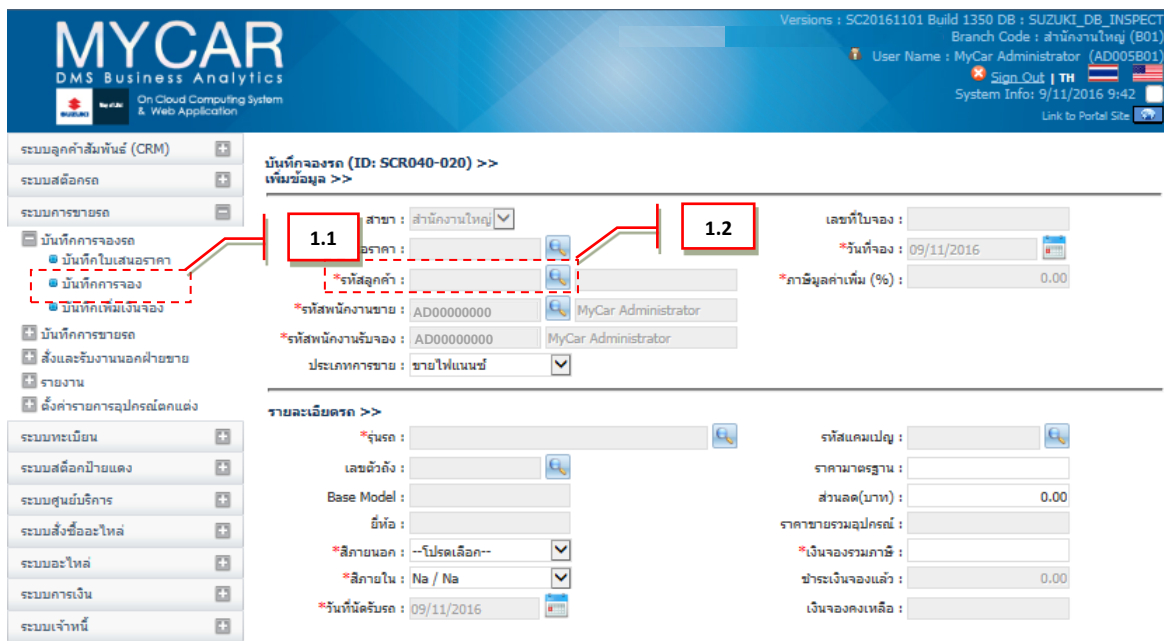 Versions : SC20161101 Build 1350 DB : SUZUKI_DB_INSPECT
Branch Code : สำนักงานใหญ่ (B01)
User Name : MyCar Administrator (AD005B01)
Sign Out | TH
System Info: 9/11/2016 9:42
Link to Portal Site
MYCAR
DMS Business Analytics
SUZUKI
On Cloud Computing System
& Web Application
ระบบลูกค้าสัมพันธ์ (CRM)
ระบบสต๊อกรถ
ระบบการขายรถ
บันทึกการจองรถ
บันทึกใบเสนอราคา
บันทึกการจอง
บันทึกเพิ่มเงินจอง
บันทึกการขายรถ
สั่งและรับงานนอกฝ่ายขาย
รายงาน
ตั้งค่ารายการอุปกรณ์ตกแต่ง
ระบบทะเบียน
ระบบสต็อกป้ายแดง
ระบบศูนย์บริการ
ระบบสั่งซื้ออะไหล่
ระบบอะไหล่
ระบบการเงิน
ระบบเจ้าหนี้
บันทึกจองรถ (ID: SCR040-020) >>
เพิ่มข้อมูล >>
สาขา : สำนักงานใหญ่
เลขที่ใบจอง :
1.1
1.2
อราคา :
*วันที่จอง : 09/11/2016
*รหัสลูกค้า :
*ภาษีมูลค่าเพิ่ม (%) : 0.00
*รหัสพนักงานขาย : AD00000000 MyCar Administrator
*รหัสพนักงานรับจอง : AD00000000 MyCar Administrator
ประเภทการขาย : ขายไฟแนนซ์
รายละเอียดรถ >>
*รุ่นรถ :
รหัสแคมเปญ :
เลขตัวถัง :
ราคามาตรฐาน :
Base Model :
ส่วนลด(บาท) : 0.00
ยี่ห้อ :
ราคาขายรวมอุปกรณ์ :
*สีภายนอก : --โปรดเลือก--
*เงินจองรวมภาษี :
*สีภายใน : Na / Na
ชำระเงินจองแล้ว : 0.00
*วันที่นัดรับรถ : 09/11/2016
เงินจองคงเหลือ :